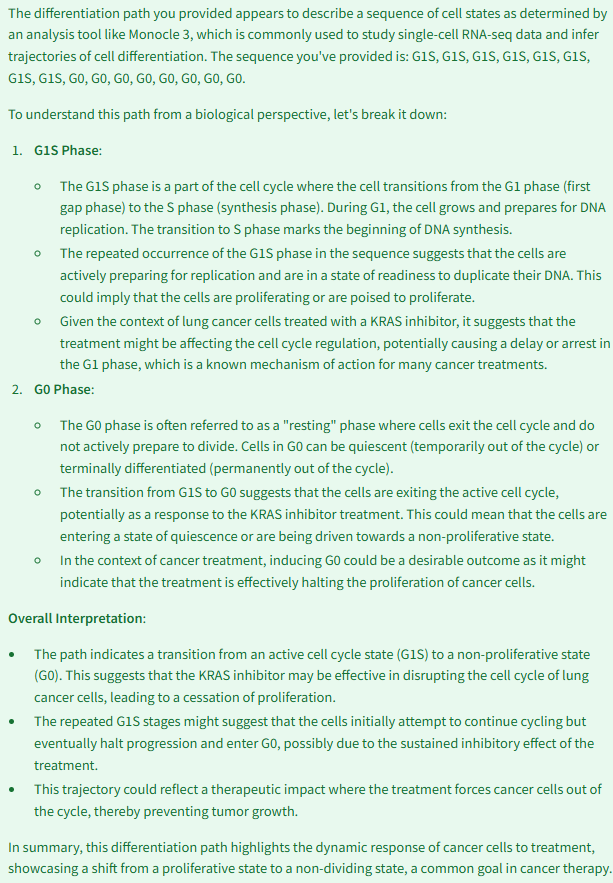 The differentiation path you provided appears to describe a sequence of cell states as determined by
an analysis tool like Monocle 3, which is commonly used to study single-cell RNA-seq data and infer
trajectories of cell differentiation. The sequence you've provided is: G1S, G1S, G1S, G1S, G1S, G1S,
G1S, G1S, G0, G0, G0, G0, G0, G0, G0, G0.
To understand this path from a biological perspective, let's break it down:
1. G1S Phase:
○ The G1S phase is a part of the cell cycle where the cell transitions from the G1 phase (first
gap phase) to the S phase (synthesis phase). During G1, the cell grows and prepares for DNA
replication. The transition to S phase marks the beginning of DNA synthesis.
○ The repeated occurrence of the G1S phase in the sequence suggests that the cells are
actively preparing for replication and are in a state of readiness to duplicate their DNA. This
could imply that the cells are proliferating or are poised to proliferate.
○ Given the context of lung cancer cells treated with a KRAS inhibitor, it suggests that the
treatment might be affecting the cell cycle regulation, potentially causing a delay or arrest in
the G1 phase, which is a known mechanism of action for many cancer treatments.
2. G0 Phase:
○ The G0 phase is often referred to as a "resting" phase where cells exit the cell cycle and do
not actively prepare to divide. Cells in G0 can be quiescent (temporarily out of the cycle) or
terminally differentiated (permanently out of the cycle).
○ The transition from G1S to G0 suggests that the cells are exiting the active cell cycle,
potentially as a response to the KRAS inhibitor treatment. This could mean that the cells are
entering a state of quiescence or are being driven towards a non-proliferative state.
○ In the context of cancer treatment, inducing G0 could be a desirable outcome as it might
indicate that the treatment is effectively halting the proliferation of cancer cells.
Overall Interpretation:
• The path indicates a transition from an active cell cycle state (G1S) to a non-proliferative state
(G0). This suggests that the KRAS inhibitor may be effective in disrupting the cell cycle of lung
cancer cells, leading to a cessation of proliferation.
• The repeated G1S stages might suggest that the cells initially attempt to continue cycling but
eventually halt progression and enter G0, possibly due to the sustained inhibitory effect of the
treatment.
• This trajectory could reflect a therapeutic impact where the treatment forces cancer cells out of
the cycle, thereby preventing tumor growth.
In summary, this differentiation path highlights the dynamic response of cancer cells to treatment,
showcasing a shift from a proliferative state to a non-dividing state, a common goal in cancer therapy.